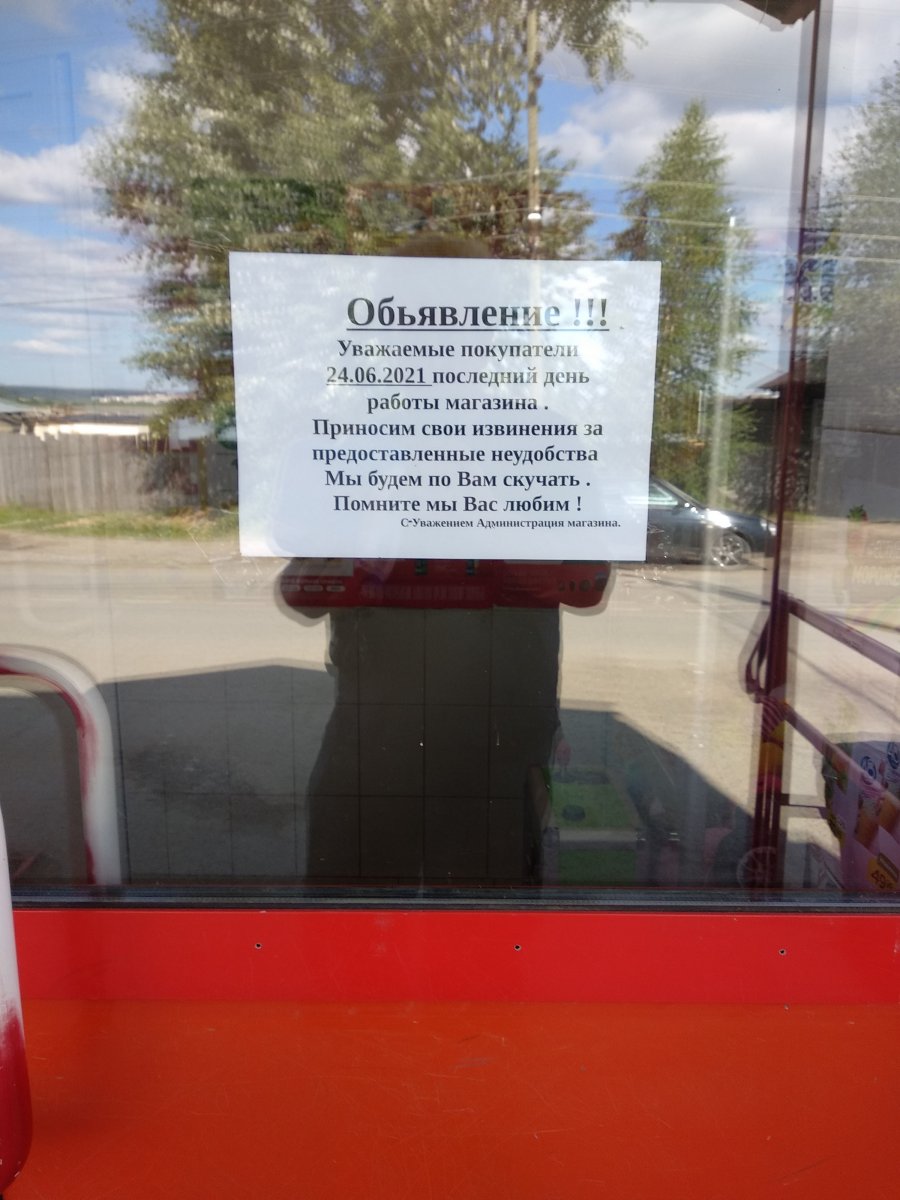 Обьявление !!!
Уважаемые покупатели
24.06.2021 последний день
работы магазина .
Приносим свои извинения за
предоставленные неудобства
Мы будем по Вам скучать .
Помните мы Вас любим !
С-Уважением Администрация магазина.